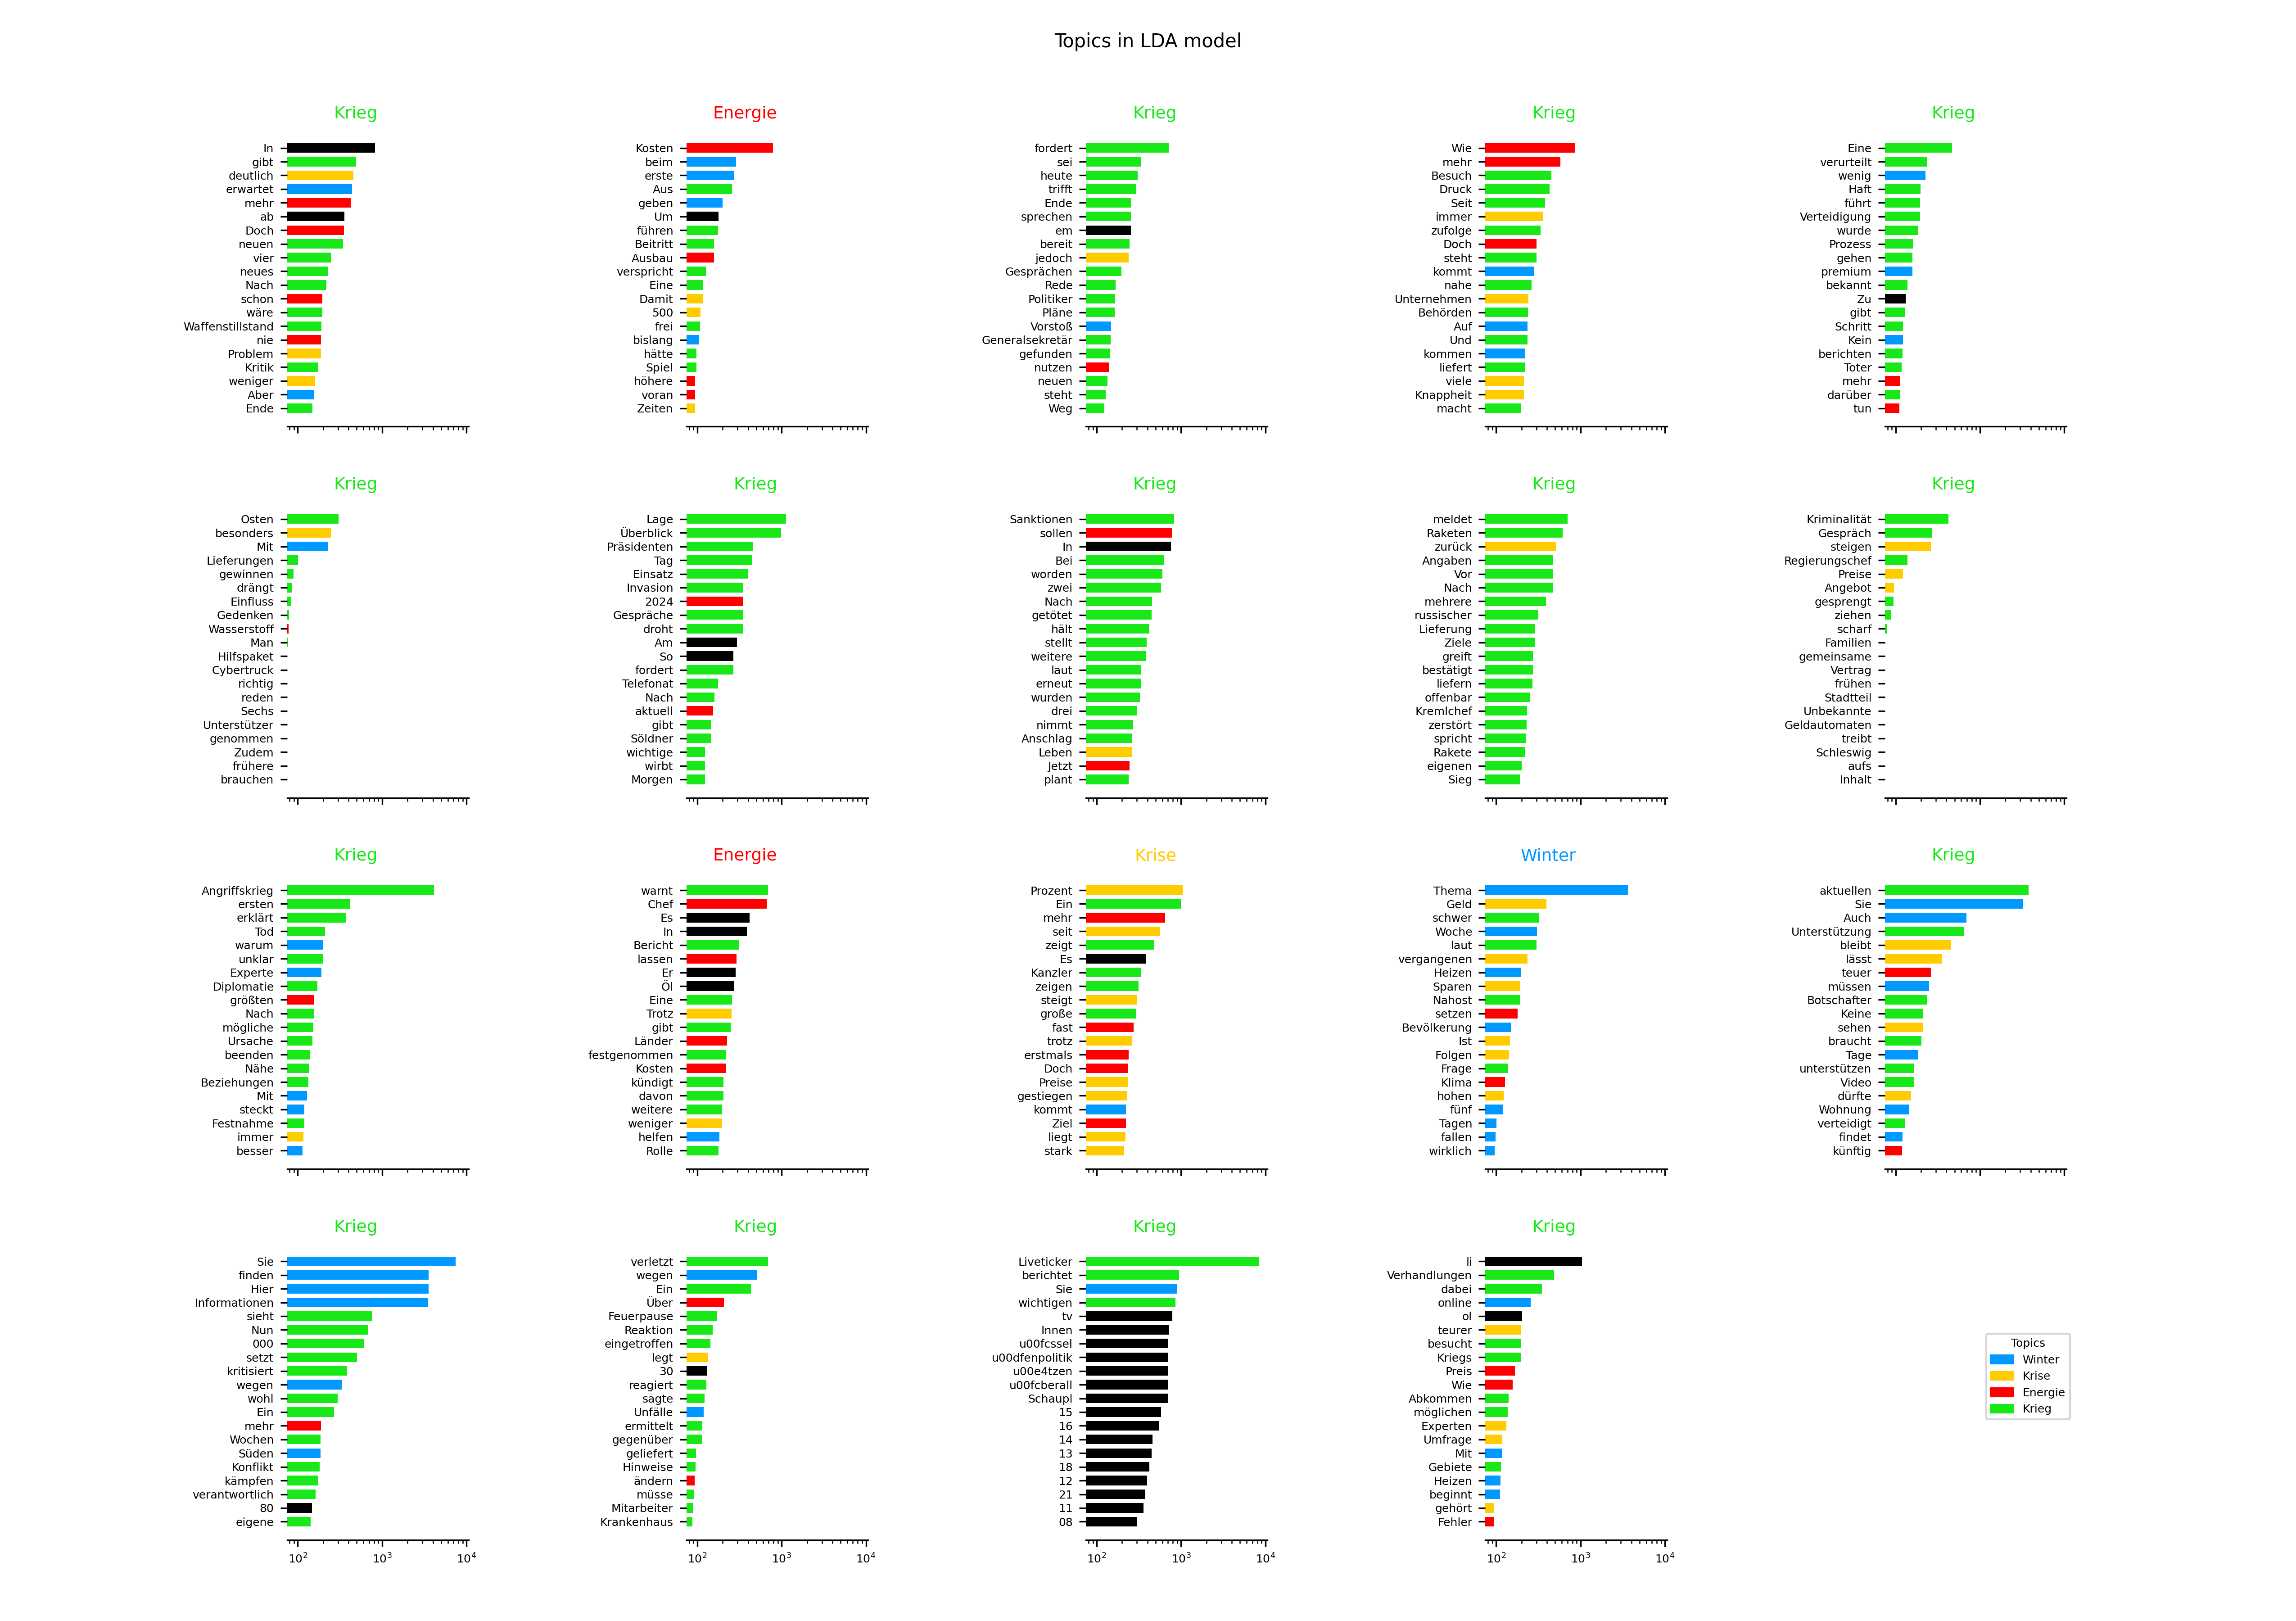 Topics in LDA model
Krieg
In
gibt
deutlich
erwartet
mehr
ab
Doch
neuen
vier
neues
Nach
schon
wäre
Waffenstillstand
nie
Problem
Kritik
weniger
Aber
Ende
Energie
Kosten
beim
erste
Aus
geben
Um
führen
Beitritt
Ausbau
verspricht
Eine
Damit
500
frei
bislang
hätte
Spiel
höhere
voran
Zeiten
Krieg
fordert
sei
heute
trifft
Ende
sprechen
em
bereit
jedoch
Gesprächen
Rede
Politiker
Pläne
Vorstoß
Generalsekretär
gefunden
nutzen
neuen
steht
Weg
Krieg
Wie
mehr
Besuch
Druck
Seit
immer
zufolge
Doch
steht
kommt
nahe
Unternehmen
Behörden
Auf
Und
kommen
liefert
viele
Knappheit
macht
Krieg
Eine
verurteilt
wenig
Haft
führt
Verteidigung
wurde
Prozess
gehen
premium
bekannt
Zu
gibt
Schritt
Kein
berichten
Toter
mehr
darüber
tun
Krieg
Osten
besonders
Mit
Lieferungen
gewinnen
drängt
Einfluss
Gedenken
Wasserstoff
Man
Hilfspaket
Cybertruck
richtig
reden
Sechs
Unterstützer
genommen
Zudem
frühere
brauchen
Krieg
Lage
Überblick
Präsidenten
Tag
Einsatz
Invasion
2024
Gespräche
droht
Am
So
fordert
Telefonat
Nach
aktuell
gibt
Söldner
wichtige
wirbt
Morgen
Krieg
Sanktionen
sollen
In
Bei
worden
zwei
Nach
getötet
hält
stellt
weitere
laut
erneut
wurden
drei
nimmt
Anschlag
Leben
Jetzt
plant
Krieg
meldet
Raketen
zurück
Angaben
Vor
Nach
mehrere
russischer
Lieferung
Ziele
greift
bestätigt
liefern
offenbar
Kremlchef
zerstört
spricht
Rakete
eigenen
Sieg
Krieg
Kriminalität
Gespräch
steigen
Regierungschef
Preise
Angebot
gesprengt
ziehen
scharf
Familien
gemeinsame
Vertrag
frühen
Stadtteil
Unbekannte
Geldautomaten
treibt
Schleswig
aufs
Inhalt
Krieg
Angriffskrieg
ersten
erklärt
Tod
warum
unklar
Experte
Diplomatie
größten
Nach
mögliche
Ursache
beenden
Nähe
Beziehungen
Mit
steckt
Festnahme
immer
besser
Energie
warnt
Chef
Es
In
Bericht
lassen
Er
Öl
Eine
Trotz
gibt
Länder
festgenommen
Kosten
kündigt
davon
weitere
weniger
helfen
Rolle
Krise
Prozent
Ein
mehr
seit
zeigt
Es
Kanzler
zeigen
steigt
große
fast
trotz
erstmals
Doch
Preise
gestiegen
kommt
Ziel
liegt
stark
Winter
Thema
Geld
schwer
Woche
laut
vergangenen
Heizen
Sparen
Nahost
setzen
Bevölkerung
Ist
Folgen
Frage
Klima
hohen
fünf
Tagen
fallen
wirklich
Krieg
aktuellen
Sie
Auch
Unterstützung
bleibt
lässt
teuer
müssen
Botschafter
Keine
sehen
braucht
Tage
unterstützen
Video
dürfte
Wohnung
verteidigt
findet
künftig
Krieg
Sie
finden
Hier
Informationen
sieht
Nun
000
setzt
kritisiert
wegen
wohl
Ein
mehr
Wochen
Süden
Konflikt
kämpfen
verantwortlich
80
eigene
10² 10³ 10⁴
Krieg
verletzt
wegen
Ein
Über
Feuerpause
Reaktion
eingetroffen
legt
30
reagiert
sagte
Unfälle
ermittelt
gegenüber
geliefert
Hinweise
ändern
müsse
Mitarbeiter
Krankenhaus
10² 10³ 10⁴
Krieg
Liveticker
berichtet
Sie
wichtigen
tv
Innen
u00fcssel
u00dfenpolitik
u00e4tzen
u00fcberall
Schaupl
15
16
14
13
18
12
21
11
08
10² 10³ 10⁴
Krieg
li
Verhandlungen
dabei
online
ol
teurer
besucht
Kriegs
Preis
Wie
Abkommen
möglichen
Experten
Umfrage
Mit
Gebiete
Heizen
beginnt
gehört
Fehler
10² 10³ 10⁴
Topics
Winter
Krise
Energie
Krieg